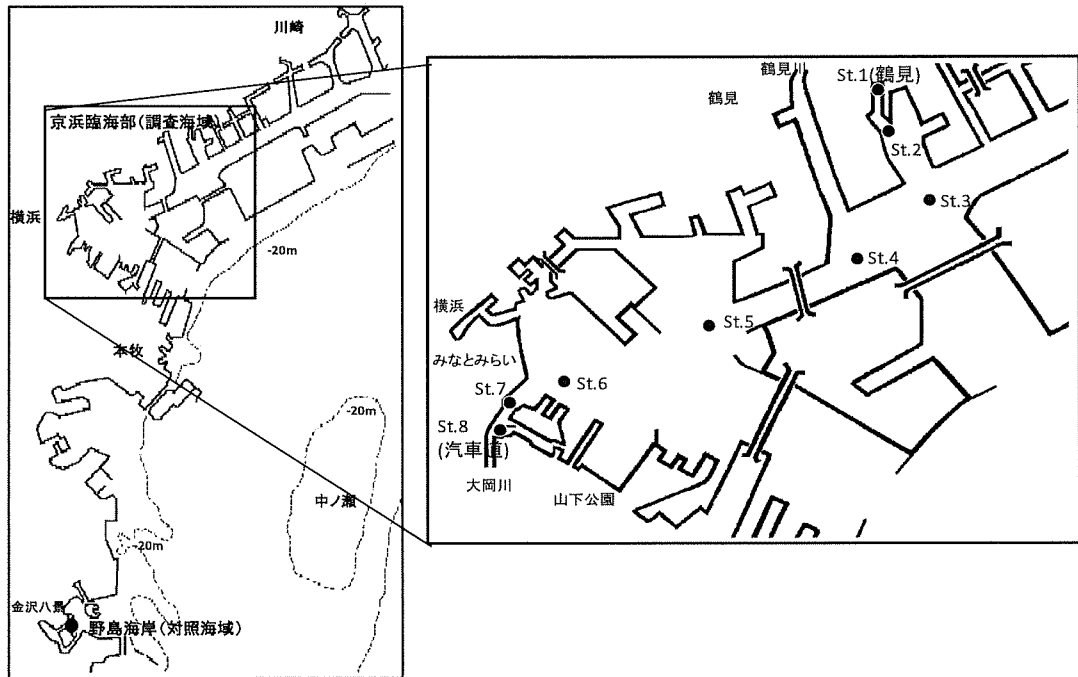 川崎
京浜臨海部(調査海域)
横浜
-20m
本牧
-20m
中ノ瀬
-20m
金沢八景
野島海岸(対照海域)
鶴見川
St.1(鶴見)
鶴見
St.2
St.3
St.4
横浜
St.5
みなとみらい
St.6
St.7
St.8
(汽車道)
大岡川
山下公園